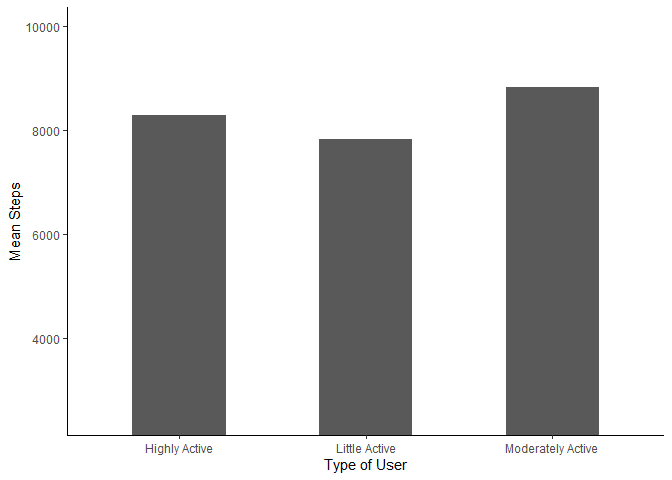 10000
8000
6000
4000
Mean Steps
Highly Active
Little Active
Moderately Active
Type of User